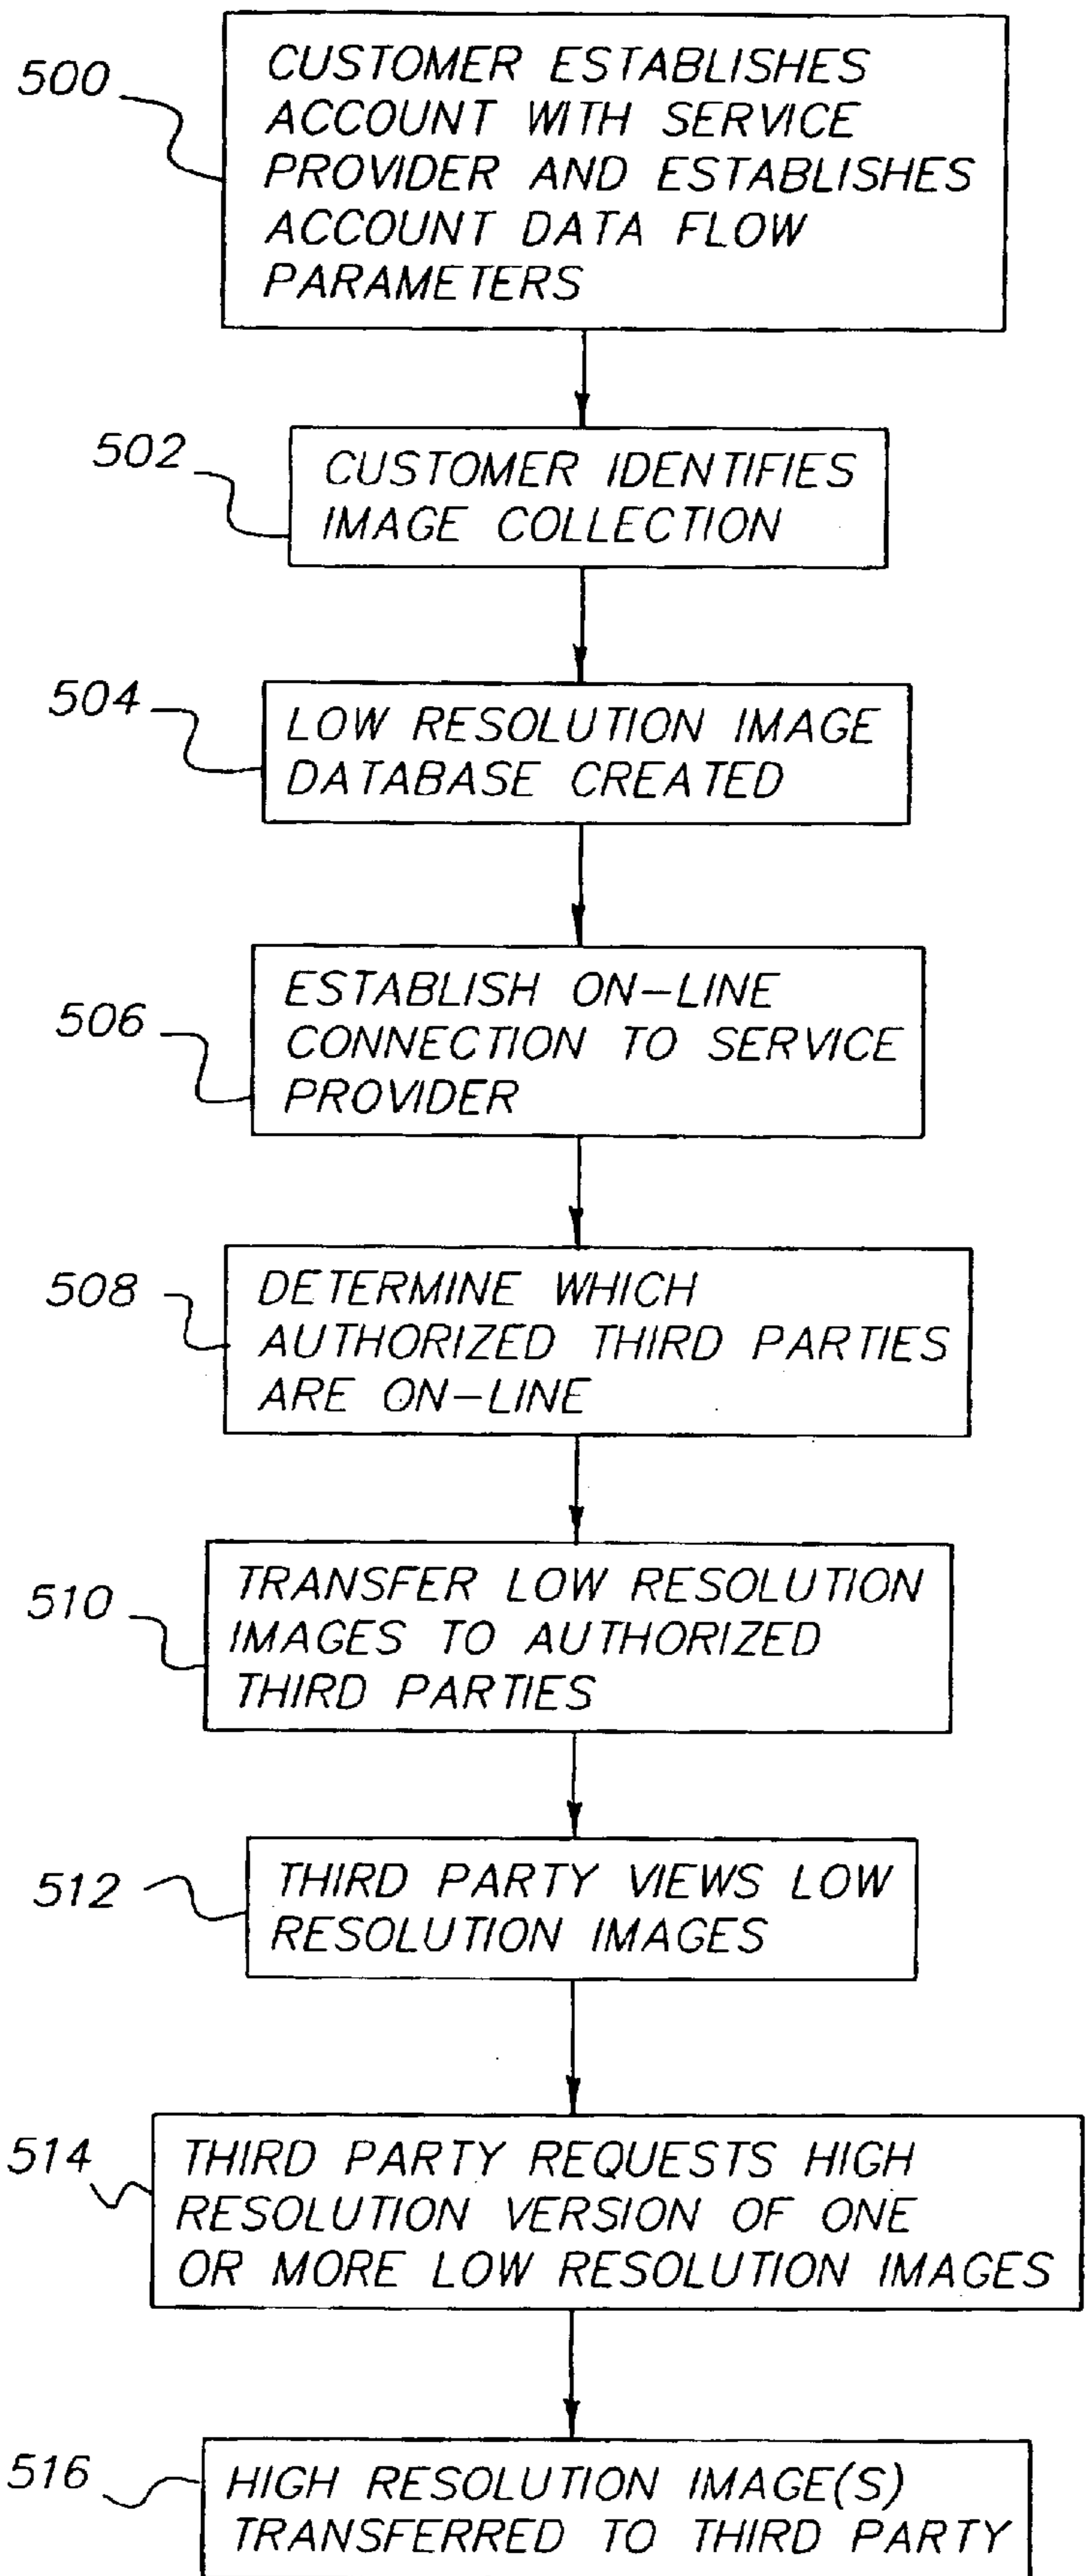 500
CUSTOMER ESTABLISHES
ACCOUNT WITH SERVICE
PROVIDER AND ESTABLISHES
ACCOUNT DATA FLOW
PARAMETERS
502
CUSTOMER IDENTIFIES
IMAGE COLLECTION
504
LOW RESOLUTION IMAGE
DATABASE CREATED
506
ESTABLISH ON-LINE
CONNECTION TO SERVICE
PROVIDER
508
DETERMINE WHICH
AUTHORIZED THIRD PARTIES
ARE ON-LINE
510
TRANSFER LOW RESOLUTION
IMAGES TO AUTHORIZED
THIRD PARTIES
512
THIRD PARTY VIEWS LOW
RESOLUTION IMAGES
514
THIRD PARTY REQUESTS HIGH
RESOLUTION VERSION OF ONE
OR MORE LOW RESOLUTION IMAGES
516
HIGH RESOLUTION IMAGE(S)
TRANSFERRED TO THIRD PARTY